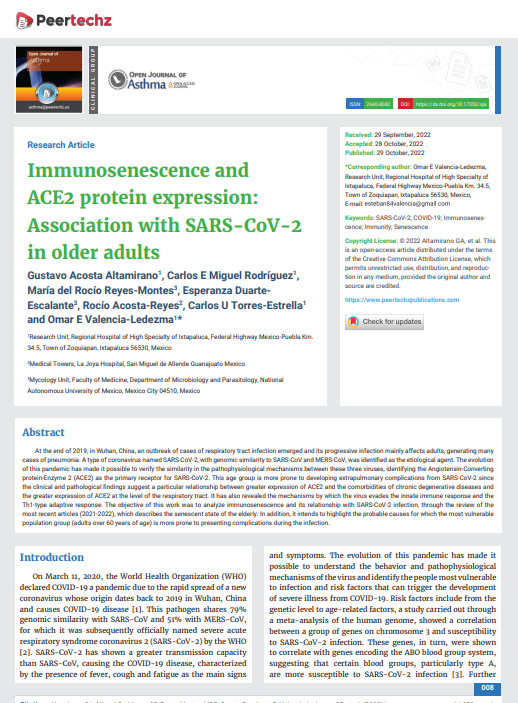 Peertechz
Open Journal of
Asthma
asthma@peertechz.us
CLINICAL GROUP
OPEN JOURNAL OF
Asthma
ISSN: 2640-8082
DOI: https://dx.doi.org/10.17352/oja
Research Article
Immunosenescence and
ACE2 protein expression:
Association with SARS-CoV-2
in older adults
Gustavo Acosta Altamirano¹, Carlos E Miguel Rodríguez¹,
María del Rocío Reyes-Montes³, Esperanza Duarte-
Escalante³, Rocío Acosta-Reyes², Carlos U Torres-Estrella¹
and Omar E Valencia-Ledezma¹*
¹Research Unit, Regional Hospital of High Specialty of Ixtapaluca, Federal Highway Mexico-Puebla Km.
34.5, Town of Zoquiapan, Ixtapaluca 56530, Mexico
²Medical Towers, La Joya Hospital, San Miguel de Allende Guanajuato Mexico
³Mycology Unit, Faculty of Medicine, Department of Microbiology and Parasitology, National
Autonomous University of Mexico, Mexico City 04510, Mexico
Received: 29 September, 2022
Accepted: 28 October, 2022
Published: 29 October, 2022
*Corresponding author: Omar E Valencia-Ledezma,
Research Unit, Regional Hospital of High Specialty of
Ixtapaluca, Federal Highway Mexico-Puebla Km. 34.5,
Town of Zoquiapan, Ixtapaluca 56530, Mexico,
E-mail: esteban84valencia@gmail.com
Keywords: SARS-CoV-2; COVID-19; Immunosenes-
cence; Immunity; Senescence
Copyright License: © 2022 Altamirano GA, et al. This
is an open-access article distributed under the terms
of the Creative Commons Attribution License, which
permits unrestricted use, distribution, and reproduc-
tion in any medium, provided the original author and
source are credited.
https://www.peertechzpublications.com
Check for updates
Abstract
At the end of 2019, in Wuhan, China, an outbreak of cases of respiratory tract infection emerged and its progressive infection mainly affects adults, generating many
cases of pneumonia. A type of coronavirus named SARS-CoV-2, with genomic similarity to SARS-CoV and MERS-CoV, was identified as the etiological agent. The evolution
of this pandemic has made it possible to verify the similarity in the pathophysiological mechanisms between these three viruses, identifying the Angiotensin-Converting
protein-Enzyme 2 (ACE2) as the primary receptor for SARS-CoV-2. This age group is more prone to developing extrapulmonary complications from SARS-CoV-2 since
the clinical and pathological findings suggest a particular relationship between greater expression of ACE2 and the comorbidities of chronic degenerative diseases and
the greater expression of ACE2 at the level of the respiratory tract. It has also revealed the mechanisms by which the virus evades the innate immune response and the
Th1-type adaptive response. The objective of this work was to analyze immunosenescence and its relationship with SARS-CoV-2 infection, through the review of the
most recent articles (2021-2022), which describes the senescent state of the elderly. In addition, it intends to highlight the probable causes for which the most vulnerable
population group (adults over 60 years of age) is more prone to presenting complications during the infection.
Introduction
On March 11, 2020, the World Health Organization (WHO)
declared COVID-19 a pandemic due to the rapid spread of a new
coronavirus whose origin dates back to 2019 in Wuhan, China
and causes COVID-19 disease [1]. This pathogen shares 79%
genomic similarity with SARS-CoV and 51% with MERS-CoV,
for which it was subsequently officially named severe acute
respiratory syndrome coronavirus 2 (SARS-CoV-2) by the WHO
[2]. SARS-CoV-2 has shown a greater transmission capacity
than SARS-CoV, causing the COVID-19 disease, characterized
by the presence of fever, cough and fatigue as the main signs
and symptoms. The evolution of this pandemic has made it
possible to understand the behavior and pathophysiological
mechanisms of the virus and identify the people most vulnerable
to infection and risk factors that can trigger the development
of severe illness from COVID-19. Risk factors include from the
genetic level to age-related factors, a study carried out through
a meta-analysis of the human genome, showed a correlation
between a group of genes on chromosome 3 and susceptibility
to SARS-CoV-2 infection. These genes, in turn, were shown
to correlate with genes encoding the ABO blood group system,
suggesting that certain blood groups, particularly type A,
are more susceptible to SARS-CoV-2 infection [3]. Further
008